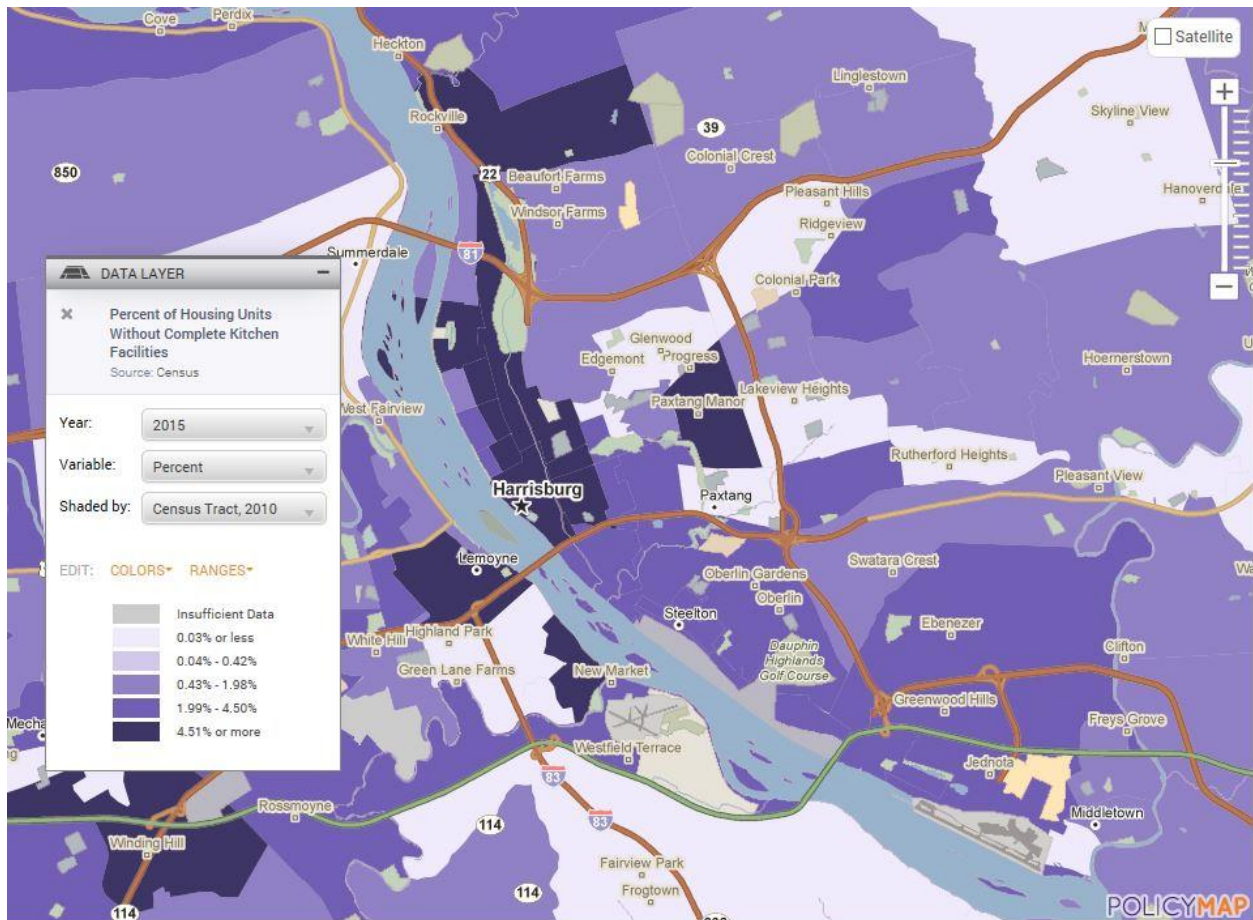 Cove
Perdix
Heckton
Satellite
Linglestown
Rockville
39
Skyline View
850
22
Beaufort Farms
Colonial Crest
Pleasant Hills
Windsor Farms
Ridgeview
81
Summerdale
Colonial Park
DATA LAYER
Percent of Housing Units
Without Complete Kitchen
Facilities
Source: Census
Year:
2015
Variable:
Percent
Shaded by:
Census Tract, 2010
EDIT: COLORS RANGES
Insufficient Data
0.03% or less
0.04% - 0.42%
0.43% - 1.98%
1.99% - 4.50%
4.51% or more
Glenwood
Edgemont
Progress
Hoernerstown
Lakeview Heights
Paxtang Manor
Rutherford Heights
Pleasant View
Harrisburg
Paxtang
Lemoyne
Swatara Crest
Oberlin Gardens
Oberlin
Steelton
Ebenezer
White Hill
Highland Park
Green Lane Farms
New Market
Dauphin
Highlands
Golf Course
Clifton
Greenwood Hills
Freys Grove
Westfield Terrace
Jednota
83
Rossmoyne
Middletown
114
83
Winding Hill
Fairview Park
114
Frogtown
114
POLICYMAP